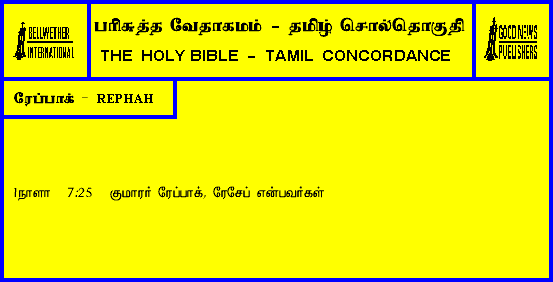 BELLWETHER
INTERNATIONAL
பரிசுத்த வேதாகமம் - தமிழ் சொல்தொகுதி
THE HOLY BIBLE - TAMIL CONCORDANCE
GOOD NEWS
PUBLISHERS
ரேப்பாக் - REPHAH
1நாளா 7:25 குமாரர் ரேப்பாக், ரேசேப் என்பவர்கள்